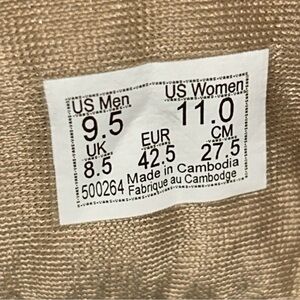 US Men US Women
9.5 11.0
UK EUR CM
8.5 42.5 27.5
Made in Cambodia
500264 Fabrique au Cambodge